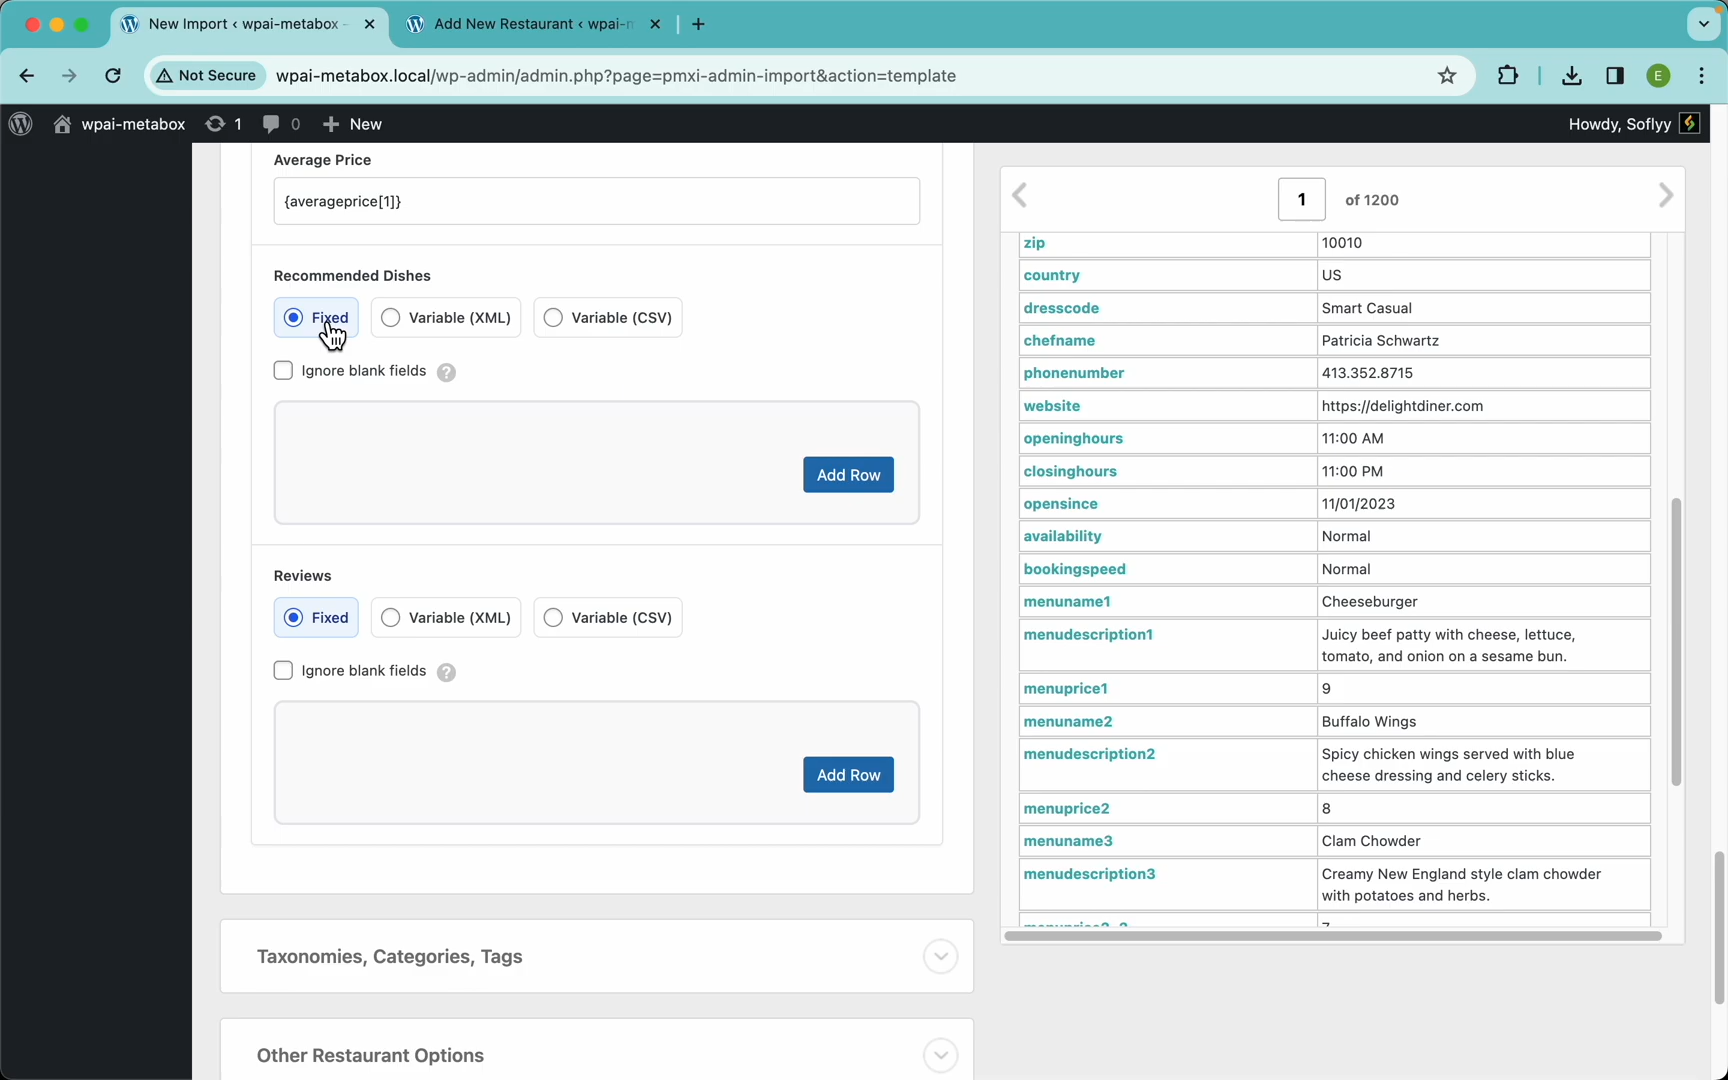 New Import ‹ wpai-metabox
Add New Restaurant ‹ wpai-
Not Secure
wpai-metabox.local/wp-admin/admin.php?page=pmxi-admin-import&action=template
E
wpai-metabox
1
0
New
Howdy, Soflyy
Average Price
{averageprice[1]}
Recommended Dishes
Fixed
Variable (XML)
Variable (CSV)
Ignore blank fields ?
Add Row
Reviews
Fixed
Variable (XML)
Variable (CSV)
Ignore blank fields ?
Add Row
Taxonomies, Categories, Tags
Other Restaurant Options
1 of 1200
zip 10010
country US
dresscode Smart Casual
chefname Patricia Schwartz
phonenumber 413.352.8715
website https://delightdiner.com
openinghours 11:00 AM
closinghours 11:00 PM
opensince 11/01/2023
availability Normal
bookingspeed Normal
menuname1 Cheeseburger
menudescription1 Juicy beef patty with cheese, lettuce,
tomato, and onion on a sesame bun.
menuprice1 9
menuname2 Buffalo Wings
menudescription2 Spicy chicken wings served with blue
cheese dressing and celery sticks.
menuprice2 8
menuname3 Clam Chowder
menudescription3 Creamy New England style clam chowder
with potatoes and herbs.